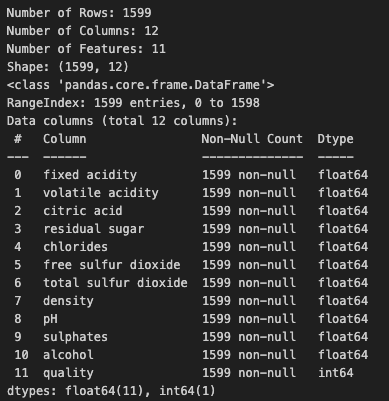 Number of Rows: 1599
Number of Columns: 12
Number of Features: 11
Shape: (1599, 12)
<class 'pandas.core.frame.DataFrame'>
RangeIndex: 1599 entries, 0 to 1598
Data columns (total 12 columns):
 #   Column                Non-Null Count  Dtype
---  ------                --------------  -----
 0   fixed acidity         1599 non-null   float64
 1   volatile acidity      1599 non-null   float64
 2   citric acid           1599 non-null   float64
 3   residual sugar        1599 non-null   float64
 4   chlorides             1599 non-null   float64
 5   free sulfur dioxide   1599 non-null   float64
 6   total sulfur dioxide  1599 non-null   float64
 7   density               1599 non-null   float64
 8   pH                    1599 non-null   float64
 9   sulphates             1599 non-null   float64
 10  alcohol               1599 non-null   float64
 11  quality               1599 non-null   int64
dtypes: float64(11), int64(1)